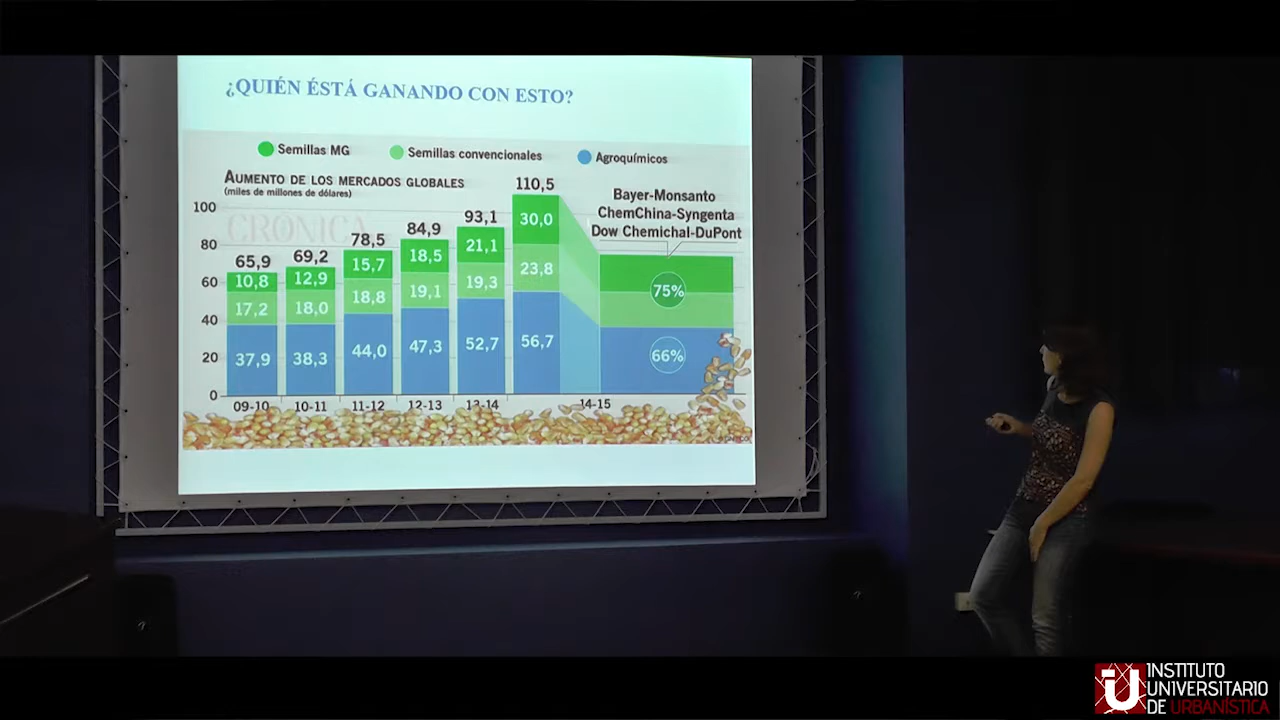 ¿QUIÉN ÉSTÁ GANANDO CON ESTO?
Semillas MG
Semillas convencionales
Agroquímicos
AUMENTO DE LOS MERCADOS GLOBALES
(miles de millones de dólares)
CRÓNICA
Bayer-Monsanto
ChemChina-Syngenta
Dow Chemichal-DuPont
100
80
60
40
20
0
65,9
10,8
17,2
37,9
09-10
69,2
12,9
18,0
38,3
10-11
78,5
15,7
18,8
44,0
11-12
84,9
18,5
19,1
47,3
12-13
93,1
21,1
19,3
52,7
13-14
110,5
30,0
23,8
56,7
14-15
75%
66%
INSTITUTO
UNIVERSITARIO
DE URBANÍSTICA